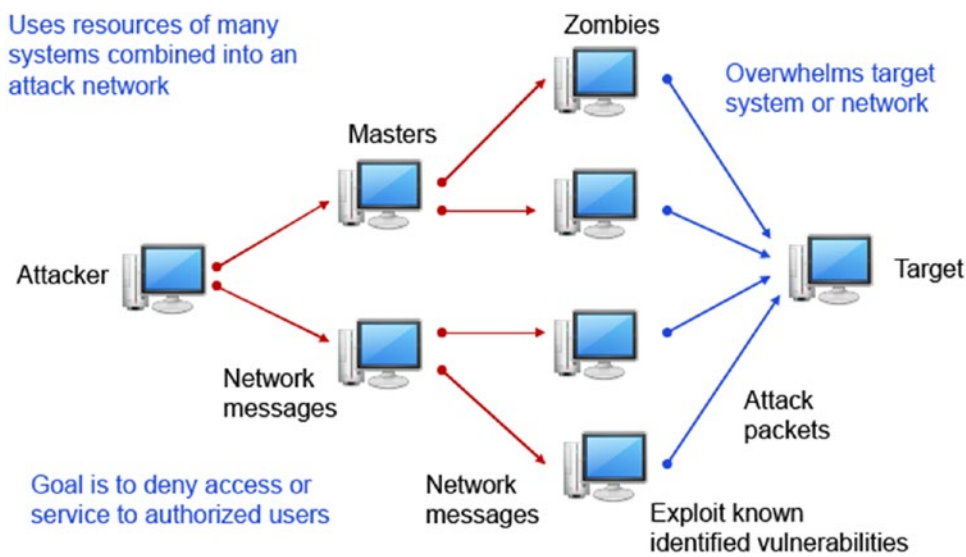 Uses resources of many
systems combined into an
attack network
Zombies
Overwhelms target
system or network
Masters
Attacker
Target
Network
messages
Attack
packets
Goal is to deny access or
service to authorized users
Network
messages
Exploit known
identified vulnerabilities